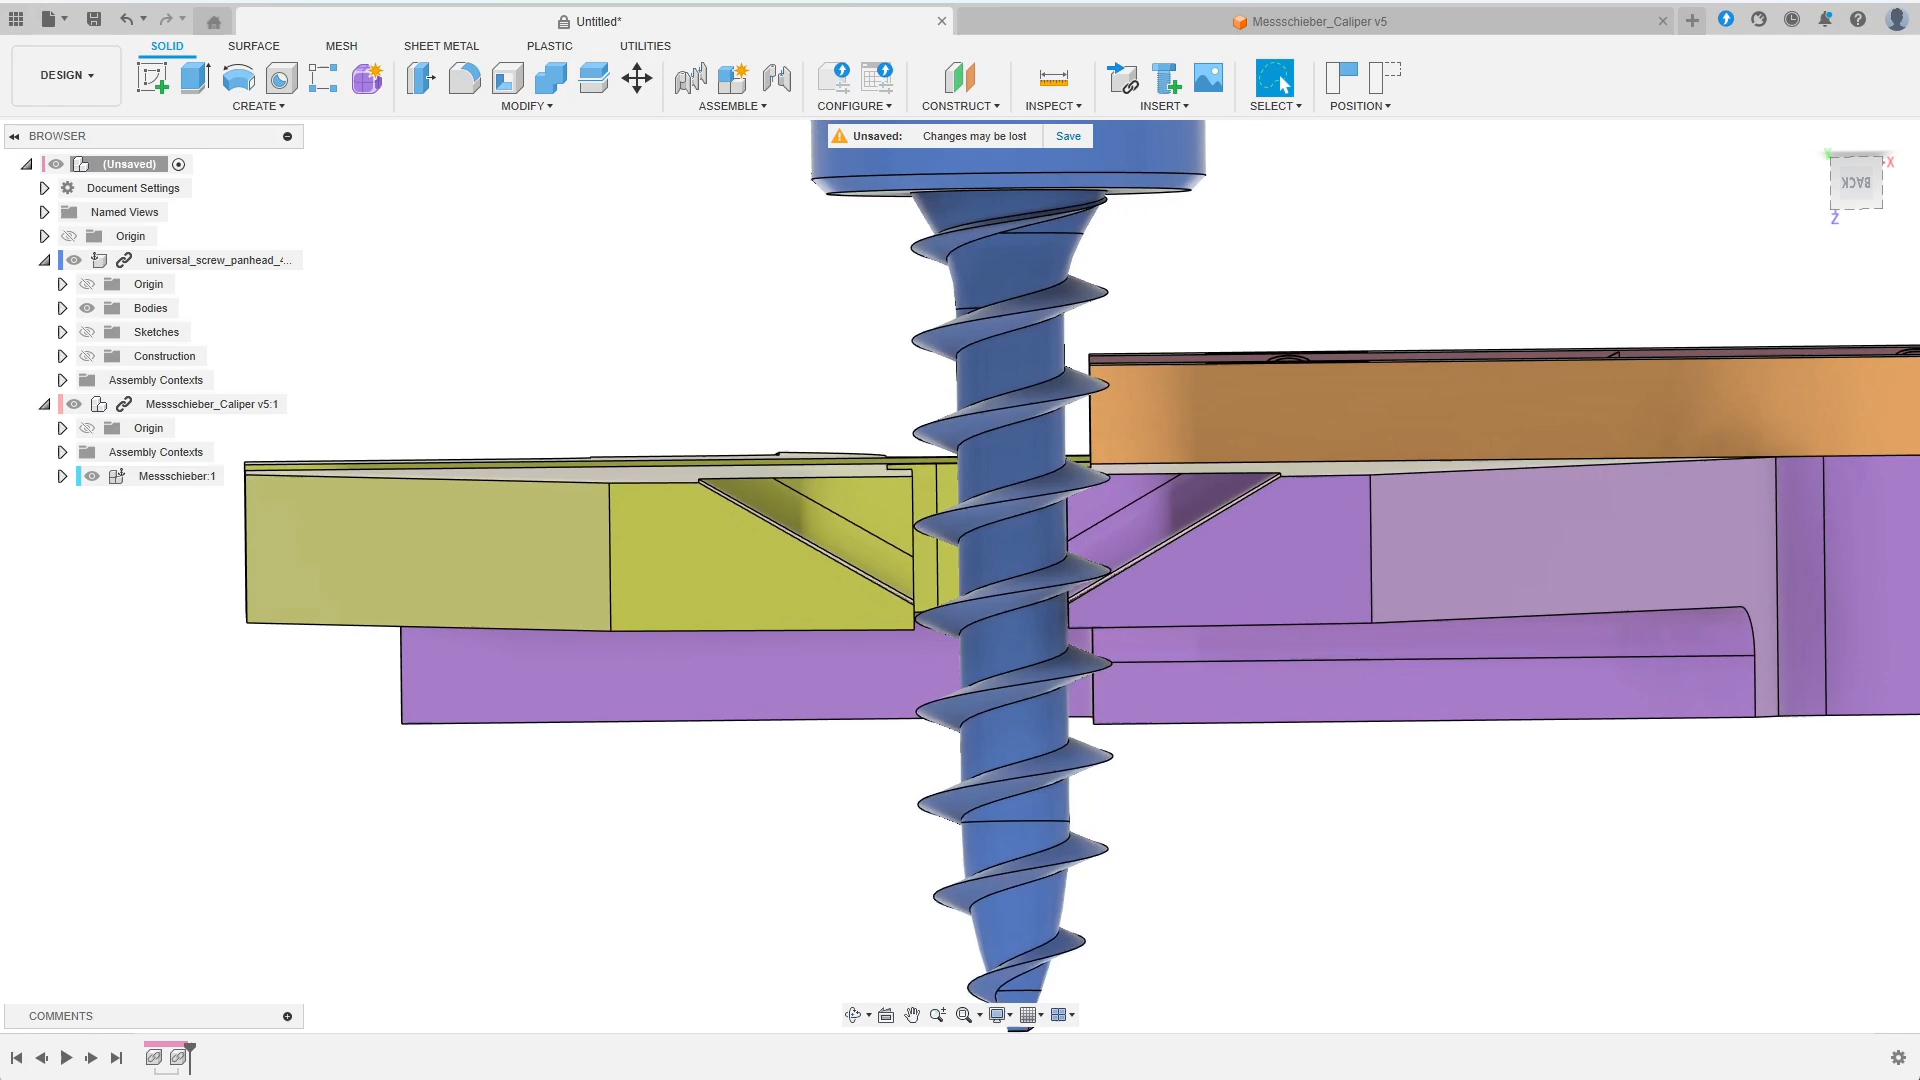 Untitled*
Messschieber_Caliper v5
SOLID
SURFACE
MESH
SHEET METAL
PLASTIC
UTILITIES
DESIGN
CREATE
MODIFY
ASSEMBLE
CONFIGURE
CONSTRUCT
INSPECT
INSERT
SELECT
POSITION
BROWSER
Unsaved: Changes may be lost Save
(Unsaved)
Document Settings
Named Views
Origin
universal_screw_panhead_4...
Origin
Bodies
Sketches
Construction
Assembly Contexts
Messschieber_Caliper v5:1
Origin
Assembly Contexts
Messschieber:1
X
BACK
Z
COMMENTS